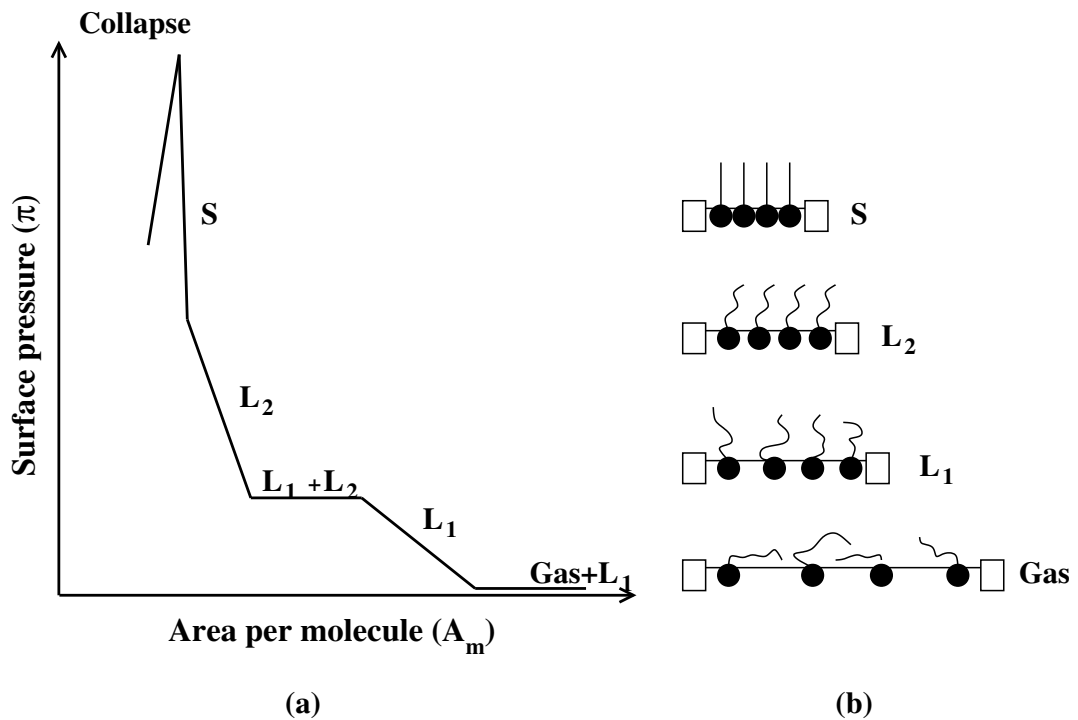 Collapse
Surface pressure (π)
S
L₂
L₁ +L₂
L₁
Gas+L₁
Area per molecule (Aₘ)
(a)
S
L₂
L₁
Gas
(b)